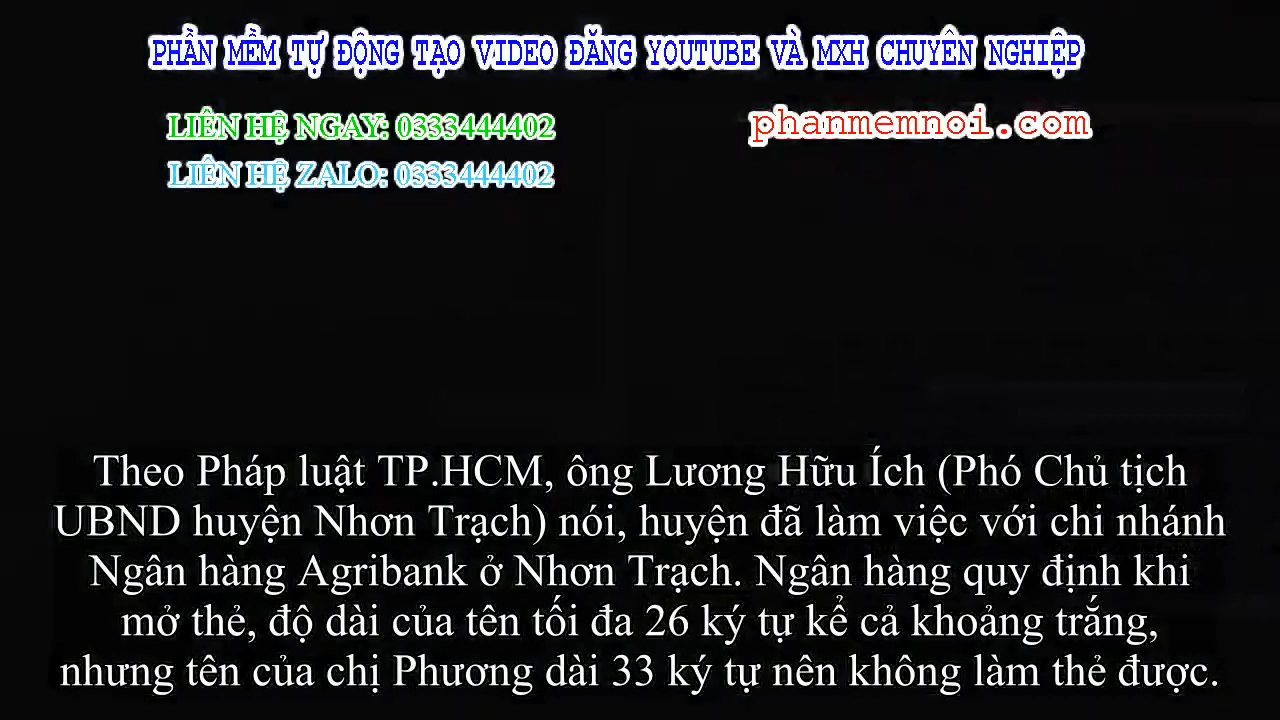 PHẦN MỀM TỰ ĐỘNG TẠO VIDEO ĐĂNG YOUTUBE VÀ MXH CHUYÊN NGHIỆP
LIÊN HỆ NGAY: 0333444402
phanmemnoi.com
LIÊN HỆ ZALO: 0333444402
Theo Pháp luật TP.HCM, ông Lương Hữu Ích (Phó Chủ tịch
UBND huyện Nhơn Trạch) nói, huyện đã làm việc với chi nhánh
Ngân hàng Agribank ở Nhơn Trạch. Ngân hàng quy định khi
mở thẻ, độ dài của tên tối đa 26 ký tự kể cả khoảng trắng,
nhưng tên của chị Phương dài 33 ký tự nên không làm thẻ được.